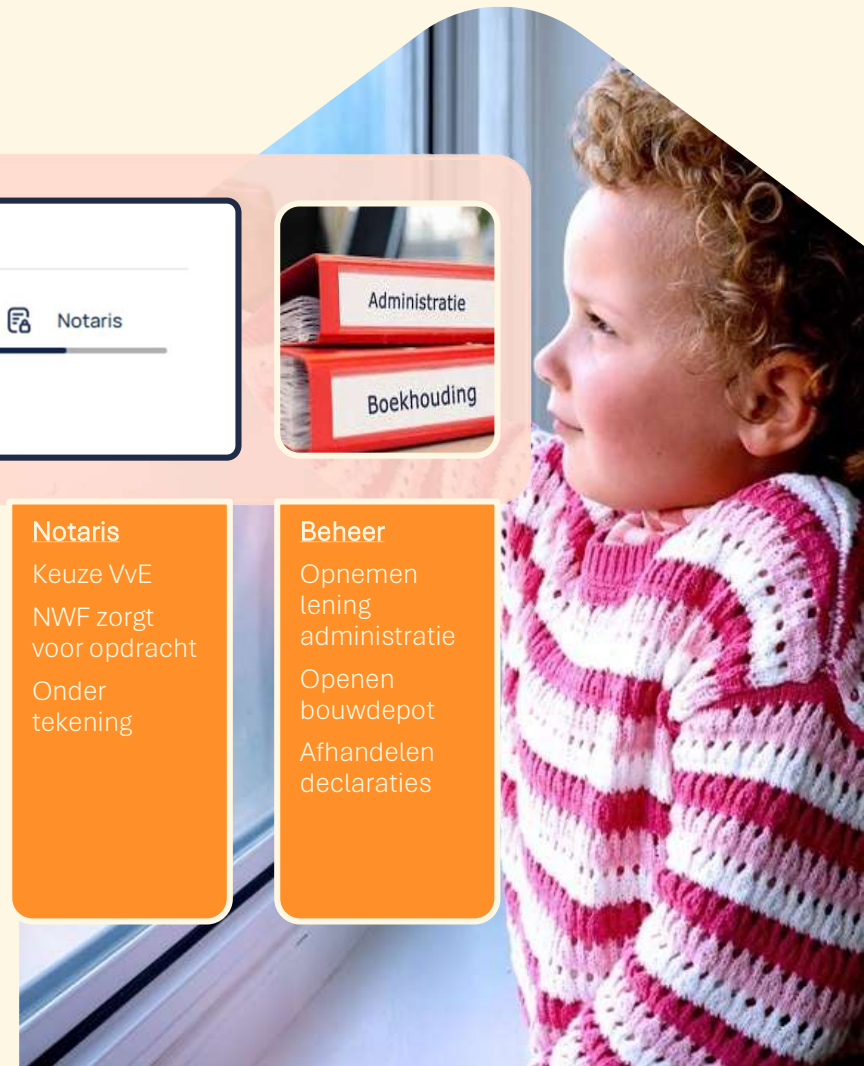 Notaris
Administratie
Boekhouding
Notaris
Keuze VvE
NWF zorgt
voor opdracht
Onder
tekening
Beheer
Opnemen
lening
administratie
Openen
bouwdepot
Afhandelen
declaraties